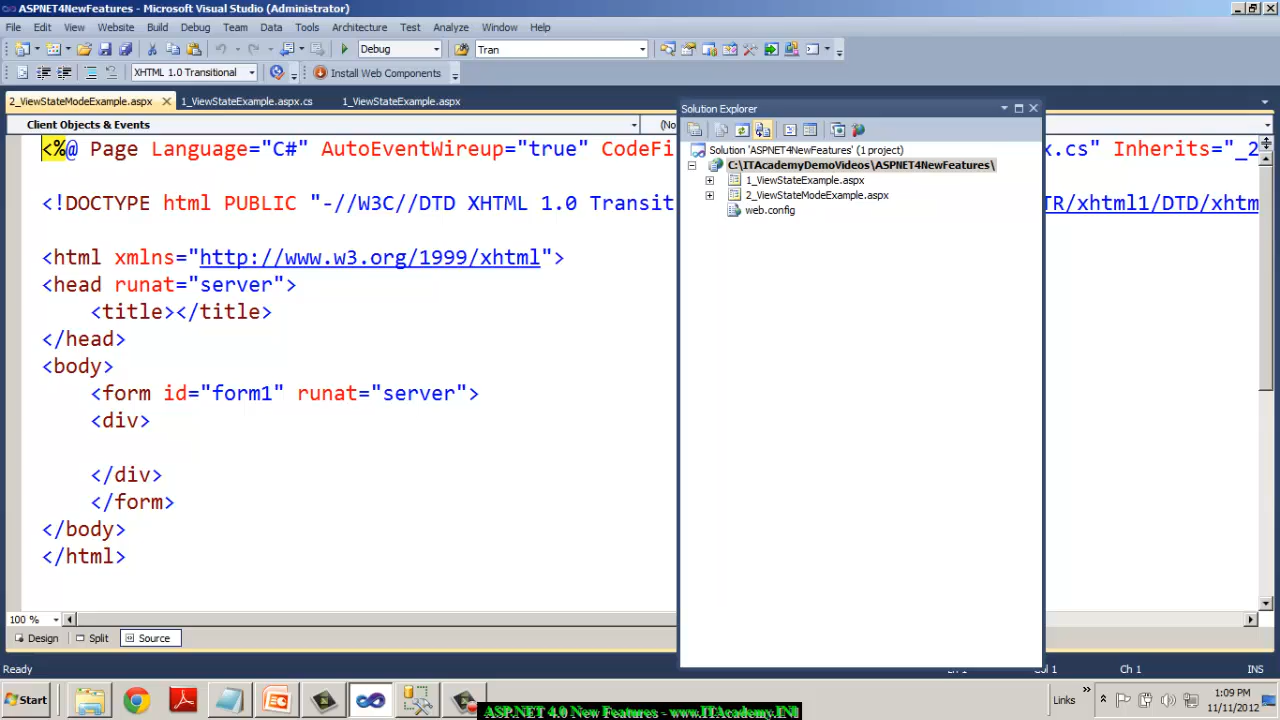 ASPNET4NewFeatures - Microsoft Visual Studio (Administrator)
File Edit View Website Build Debug Team Data Tools Architecture Test Analyze Window Help
Debug Tran
XHTML 1.0 Transitional Install Web Components
2_ViewStateModeExample.aspx 1_ViewStateExample.aspx.cs 1_ViewStateExample.aspx
Client Objects & Events (No
<%@ Page Language="C#" AutoEventWireup="true" CodeFi x.cs" Inherits="_2
<!DOCTYPE html PUBLIC "-//W3C//DTD XHTML 1.0 Transit TR/xhtml1/DTD/xhtm
<html xmlns="http://www.w3.org/1999/xhtml">
<head runat="server">
<title></title>
</head>
<body>
<form id="form1" runat="server">
<div>
</div>
</form>
</body>
</html>
Solution Explorer
Solution 'ASPNET4NewFeatures' (1 project)
C:\ITAcademyDemoVideos\ASPNET4NewFeatures\
1_ViewStateExample.aspx
2_ViewStateModeExample.aspx
web.config
100 %
Design Split Source
Ready Ln 1 Col 1 Ch 1 INS
Start Links 1:09 PM
11/11/2012
ASP.NET 4.0 New Features - www.ITAcademy.IN!